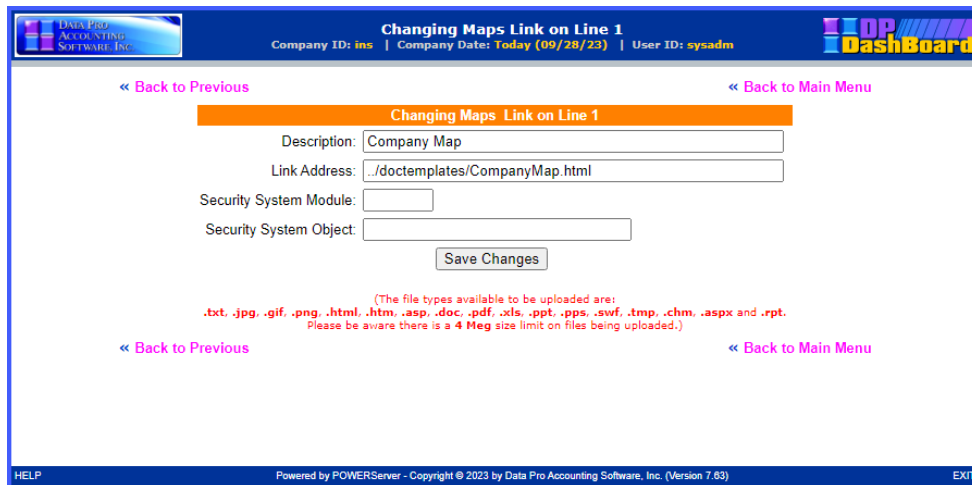 DATA PRO
ACCOUNTING
SOFTWARE, INC.
Changing Maps Link on Line 1
Company ID: ins | Company Date: Today (09/28/23) | User ID: sysadm
DP
DashBoard
« Back to Previous
« Back to Main Menu
Changing Maps Link on Line 1
Description: Company Map
Link Address: ../doctemplates/CompanyMap.html
Security System Module:
Security System Object:
Save Changes
(The file types available to be uploaded are:
.txt, .jpg, .gif, .png, .html, .htm, .asp, .doc, .pdf, .xls, .ppt, .pps, .swf, .tmp, .chm, .aspx and .rpt.
Please be aware there is a 4 Meg size limit on files being uploaded.)
« Back to Previous
« Back to Main Menu
HELP
Powered by POWERServer - Copyright © 2023 by Data Pro Accounting Software, Inc. (Version 7.63)
EXIT